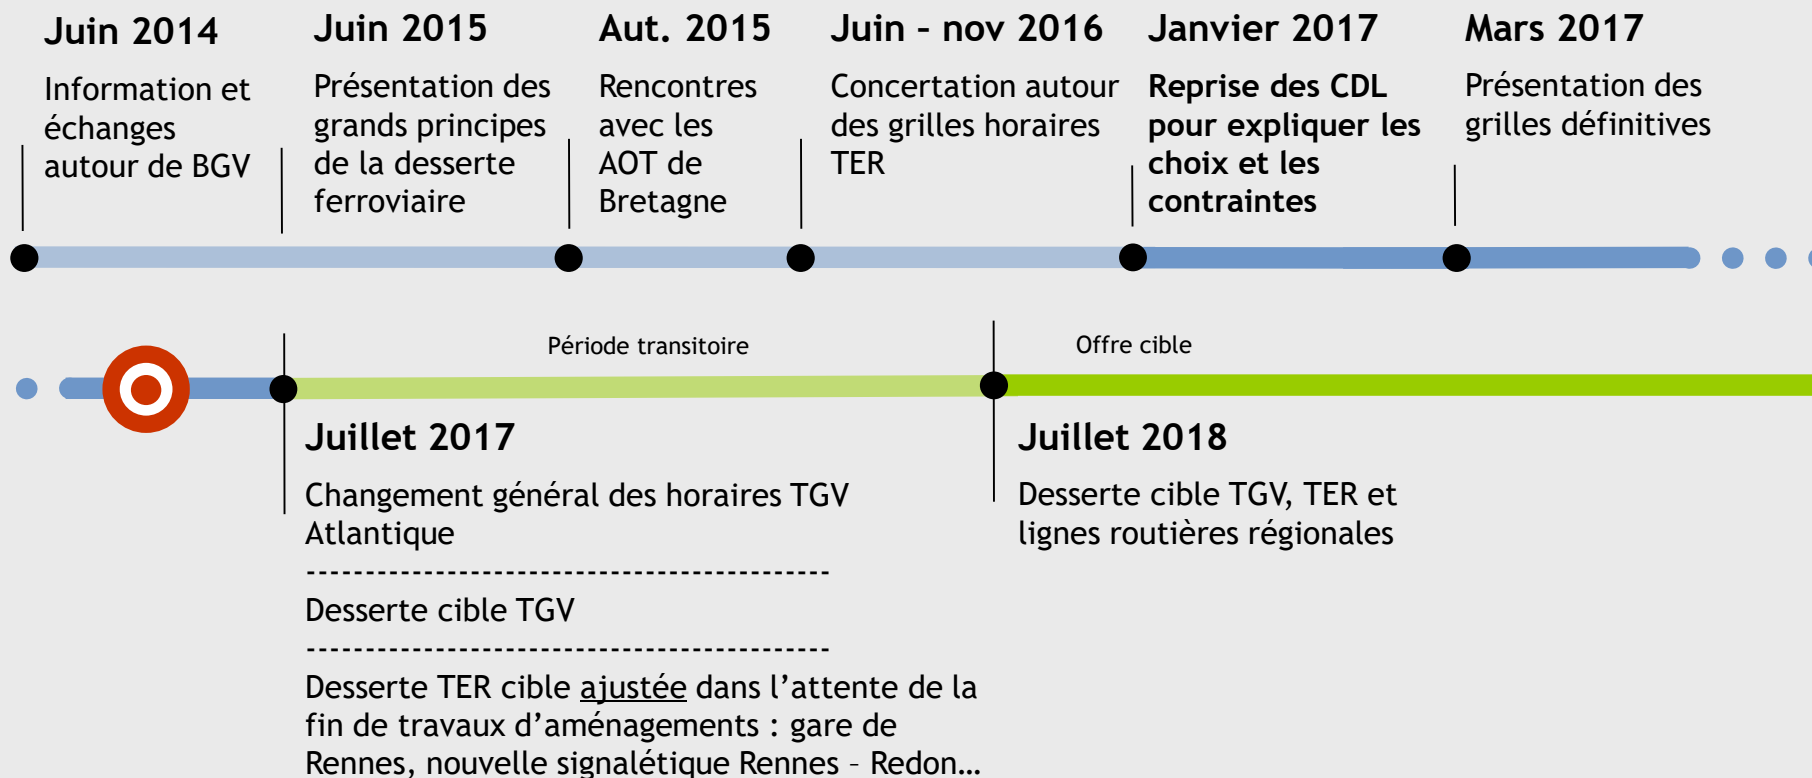 Juin 2014
Information et
échanges
autour de BGV
Juin 2015
Présentation des
grands principes
de la desserte
ferroviaire
Aut. 2015
Rencontres
avec les
AOT de
Bretagne
Juin – nov 2016
Concertation autour
des grilles horaires
TER
Janvier 2017
Reprise des CDL
pour expliquer les
choix et les
contraintes
Mars 2017
Présentation des
grilles définitives
Période transitoire
Offre cible
Juillet 2017
Changement général des horaires TGV
Atlantique
--------------------------------------------
Desserte cible TGV
--------------------------------------------
Desserte TER cible ajustée dans l’attente de la
fin de travaux d’aménagements : gare de
Rennes, nouvelle signalétique Rennes – Redon…
Juillet 2018
Desserte cible TGV, TER et
lignes routières régionales